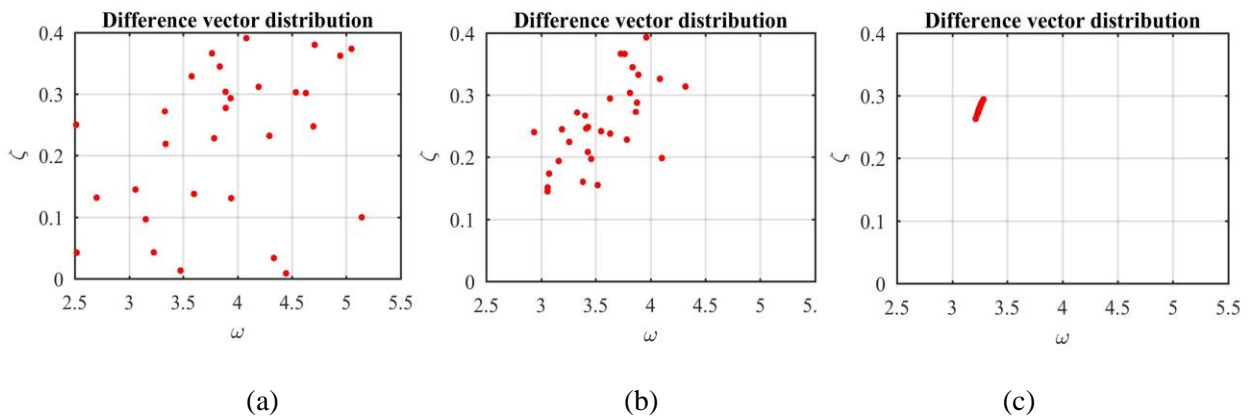 Difference vector distribution
0.4
0.3
0.2
0.1
0
ζ
2.5 3 3.5 4 4.5 5 5.5
ω
(a)
Difference vector distribution
0.4
0.3
0.2
0.1
0
ζ
2.5 3 3.5 4 4.5 5 5.
ω
(b)
Difference vector distribution
0.4
0.3
0.2
0.1
0
ζ
2.5 3 3.5 4 4.5 5 5.5
ω
(c)